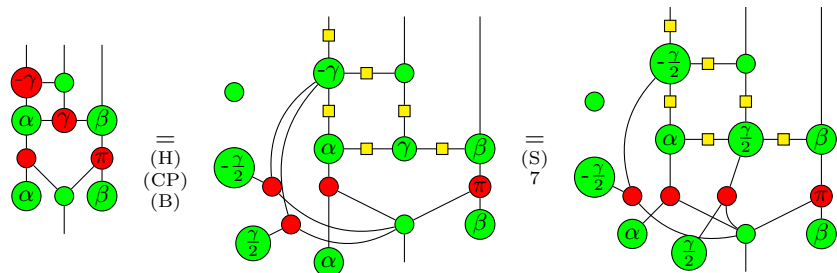 -γ
α γ β
π
α β
=
(H)
(CP)
(B)
-γ
α γ β
-γ/2
π
γ/2 β
α
=
(S)
7
-γ/2
α γ/2 β
-γ/2
π
α γ/2 β